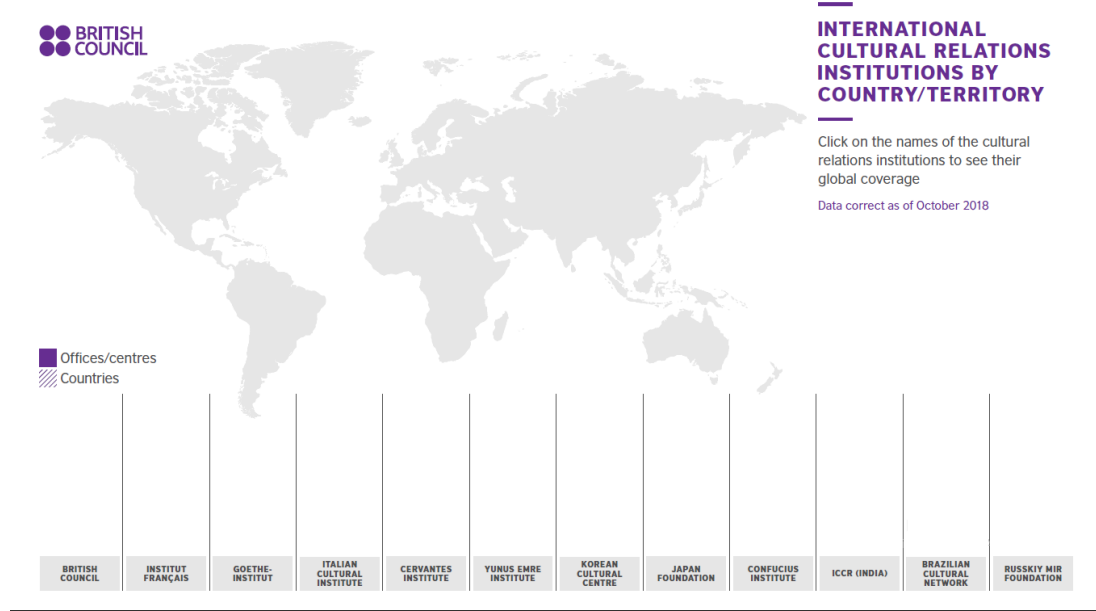 BRITISH
COUNCIL
INTERNATIONAL
CULTURAL RELATIONS
INSTITUTIONS BY
COUNTRY/TERRITORY
Click on the names of the cultural
relations institutions to see their
global coverage
Data correct as of October 2018
Offices/centres
Countries
BRITISH
COUNCIL
INSTITUT
FRANÇAIS
GOETHE-
INSTITUT
ITALIAN
CULTURAL
INSTITUTE
CERVANTES
INSTITUTE
YUNUS EMRE
INSTITUTE
KOREAN
CULTURAL
CENTRE
JAPAN
FOUNDATION
CONFUCIUS
INSTITUTE
ICCR (INDIA)
BRAZILIAN
CULTURAL
NETWORK
RUSSKIY MIR
FOUNDATION